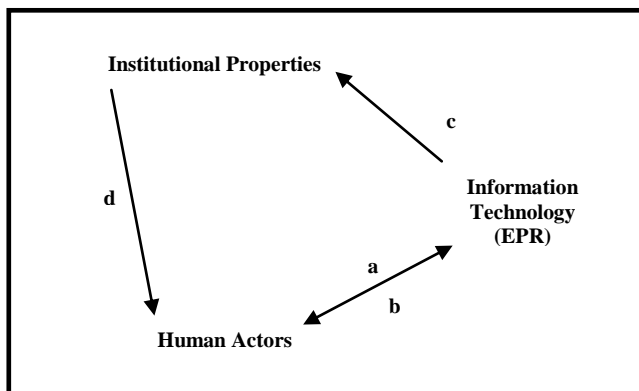 Institutional Properties
c
Information
Technology
(EPR)
d
a
b
Human Actors